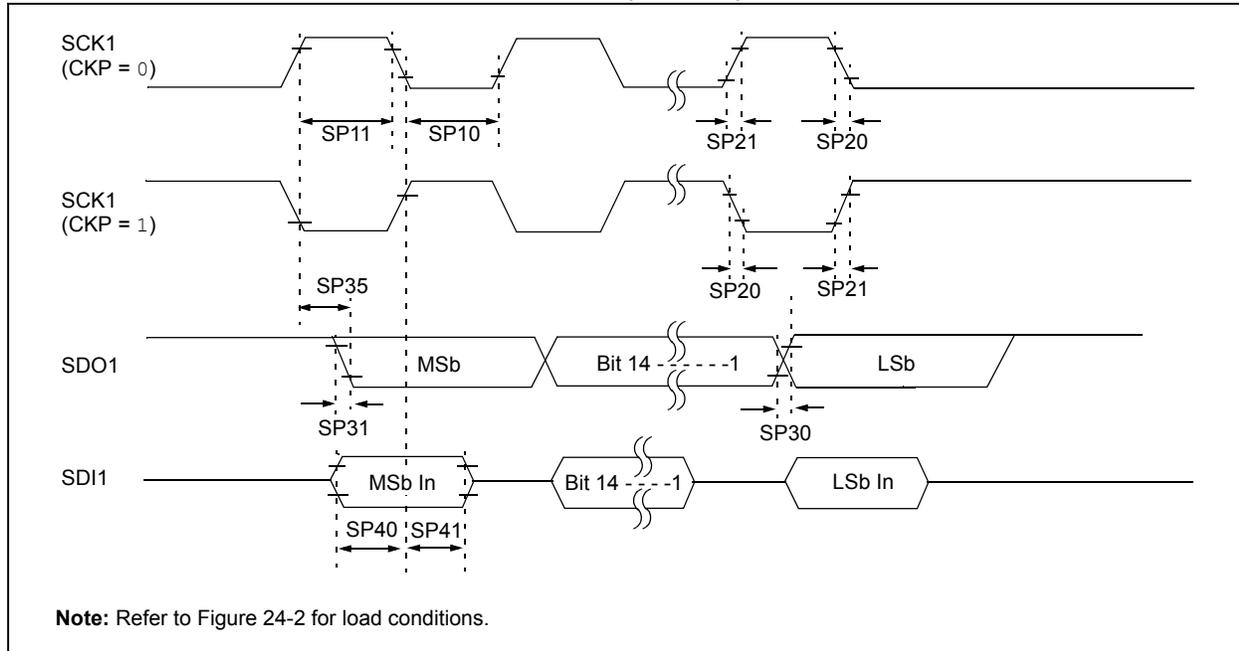 SCK1
(CKP = 0)
SP11
SP10
SP21
SP20
SCK1
(CKP = 1)
SP35
SP20
SP21
SDO1
MSb
Bit 14 - - - - - -1
LSb
SP31
SP30
SDI1
MSb In
Bit 14 - - - - -1
LSb In
SP40
SP41
Note: Refer to Figure 24-2 for load conditions.